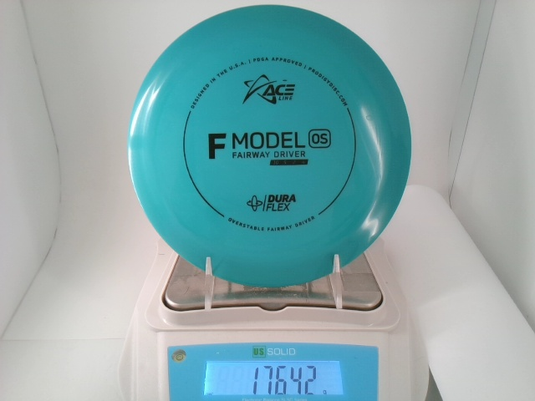 DESIGNED IN THE U.S.A. | PDGA APPROVED | PRODIGYDISC.COM
ACE
LINE
F MODEL OS
FAIRWAY DRIVER
DURA
FLEX
OVERSTABLE FAIRWAY DRIVER
US SOLID
176.42